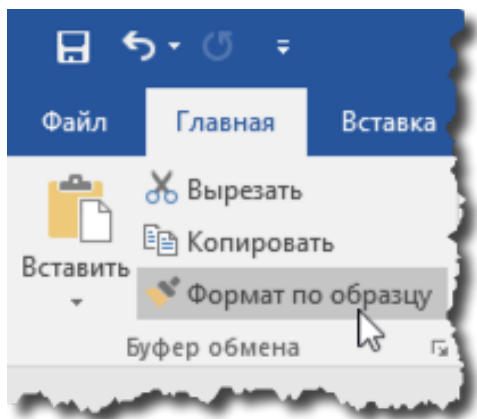 Файл Главная Вставка
Вырезать
Копировать
Вставить
Формат по образцу
Буфер обмена